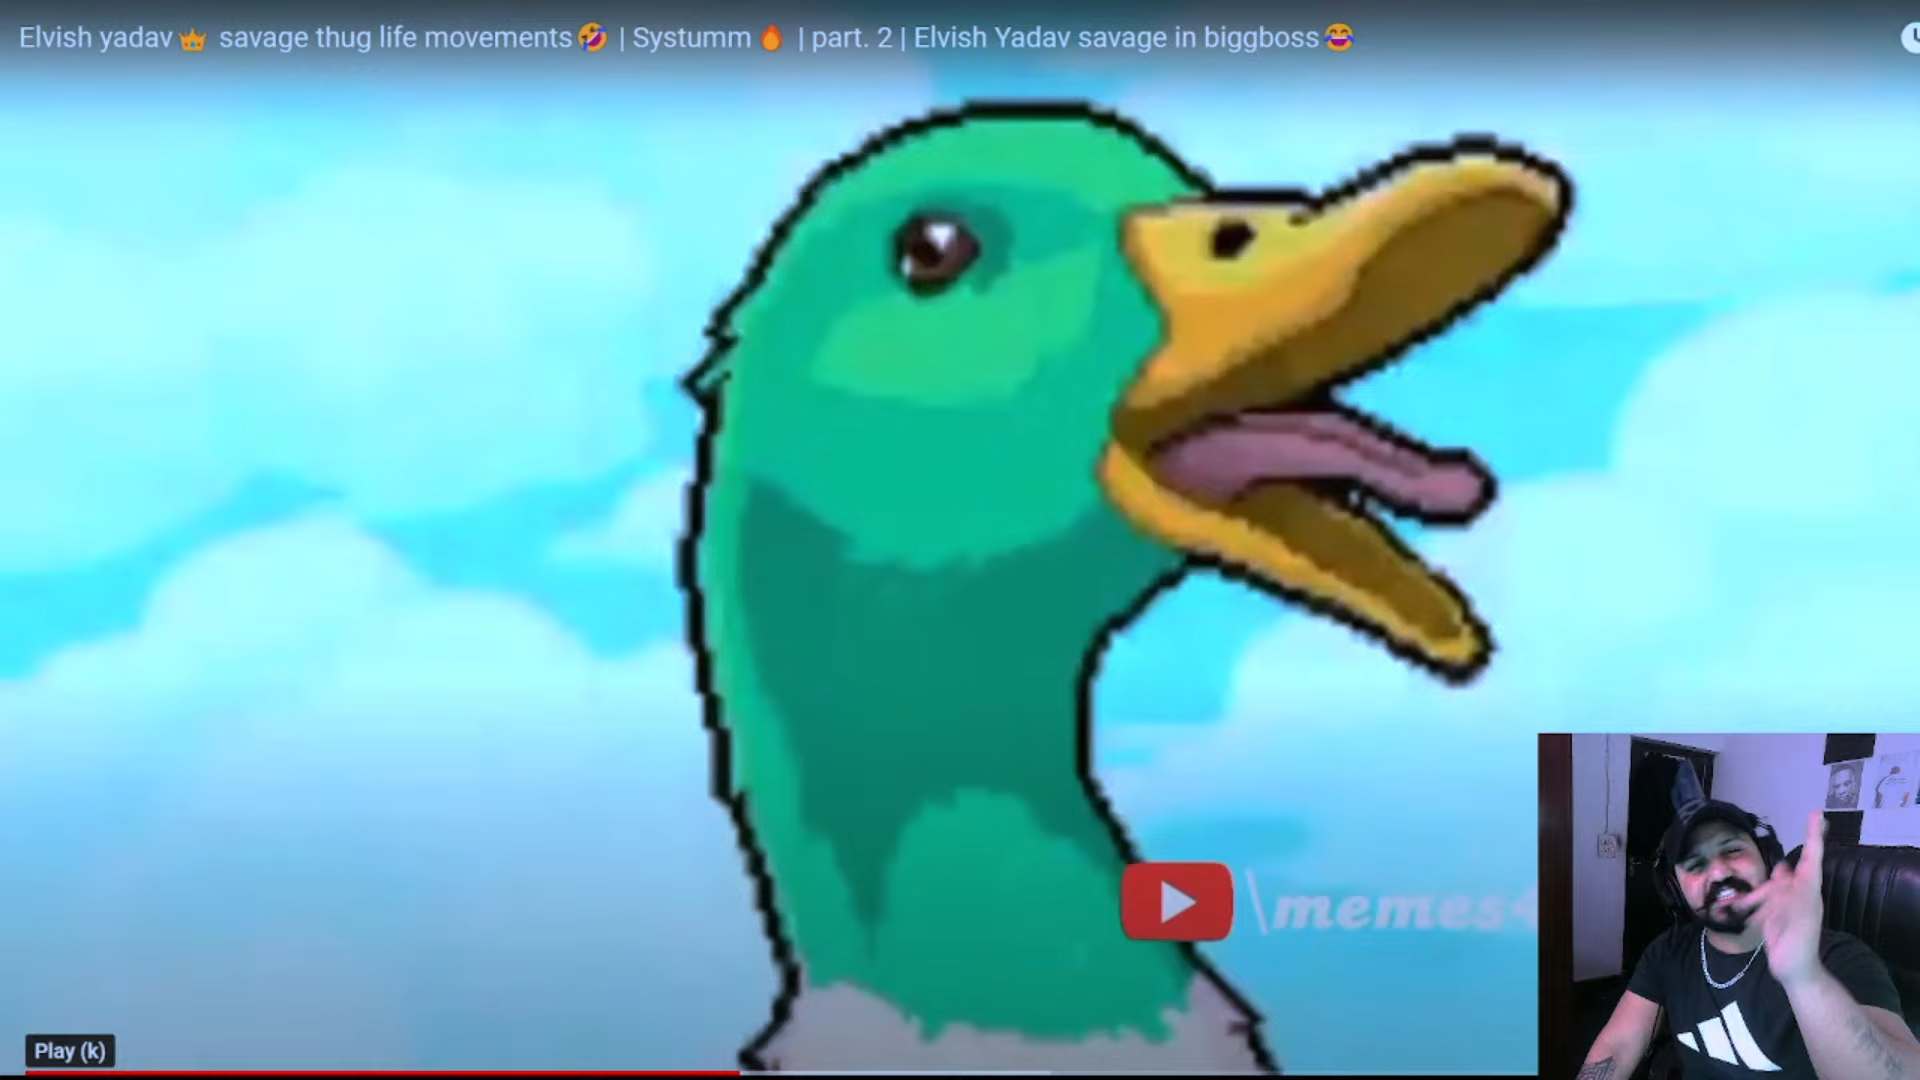 Elvish yadav👑 savage thug life movements🤣 | Systumm🔥 | part. 2 | Elvish Yadav savage in biggboss😂
\memes
Play (k)